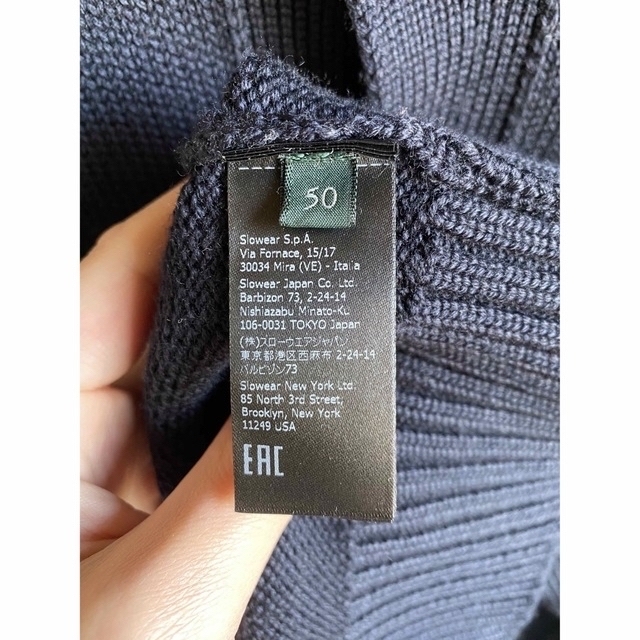 50
Slowear S.p.A.
Via Fornace, 15/17
30034 Mira (VE) - Italia
Slowear Japan Co. Ltd.
Barbizon 73, 2-24-14
Nishiazabu Minato-Ku
106-0031 TOKYO Japan
(株)スローウエアジャパン
東京都港区西麻布 2-24-14
バルビゾン73
Slowear New York Ltd.
85 North 3rd Street,
Brooklyn, New York
11249 USA
EAC